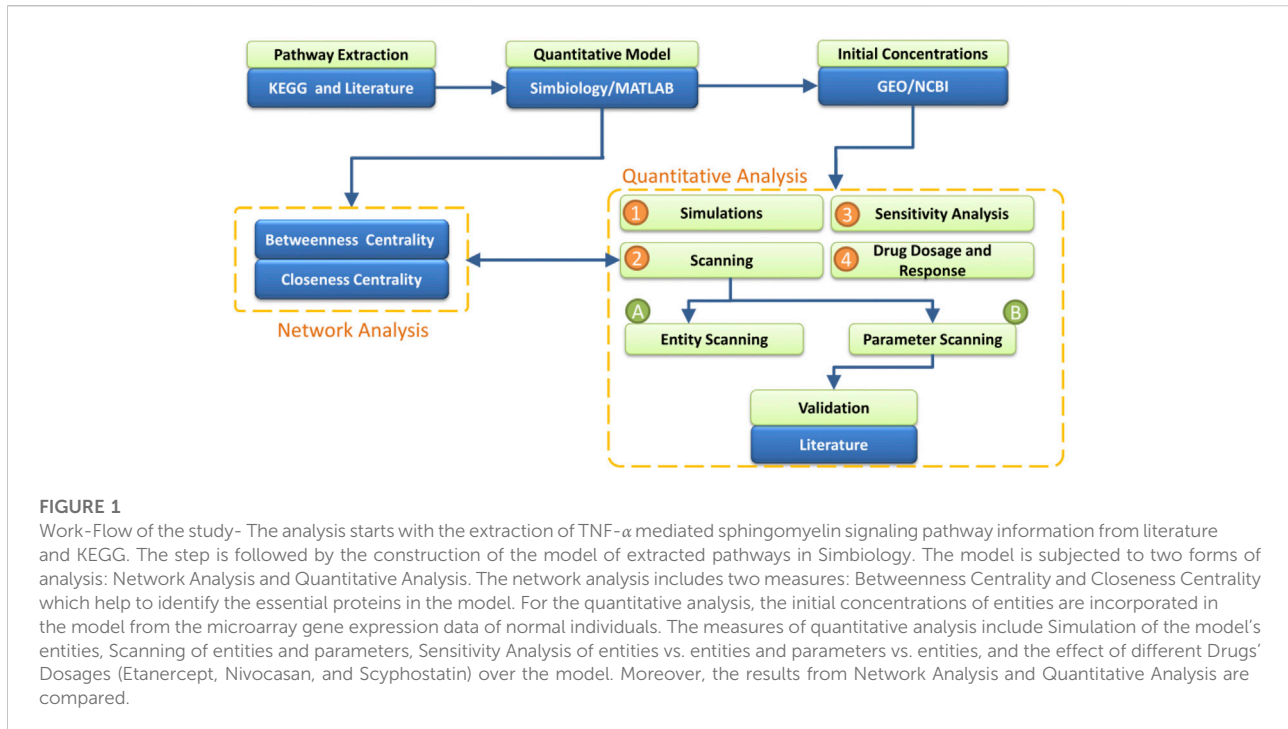 Pathway Extraction
KEGG and Literature
Quantitative Model
Simbiology/MATLAB
Initial Concentrations
GEO/NCBI
Quantitative Analysis
1 Simulations
3 Sensitivity Analysis
2 Scanning
4 Drug Dosage and
Response
Betweenness Centrality
Closeness Centrality
Network Analysis
A
Entity Scanning
B
Parameter Scanning
Validation
Literature
FIGURE 1
Work-Flow of the study- The analysis starts with the extraction of TNF-α mediated sphingomyelin signaling pathway information from literature
and KEGG. The step is followed by the construction of the model of extracted pathways in Simbiology. The model is subjected to two forms of
analysis: Network Analysis and Quantitative Analysis. The network analysis includes two measures: Betweenness Centrality and Closeness Centrality
which help to identify the essential proteins in the model. For the quantitative analysis, the initial concentrations of entities are incorporated in
the model from the microarray gene expression data of normal individuals. The measures of quantitative analysis include Simulation of the model's
entities, Scanning of entities and parameters, Sensitivity Analysis of entities vs. entities and parameters vs. entities, and the effect of different Drugs'
Dosages (Etanercept, Nivocasan, and Scyphostatin) over the model. Moreover, the results from Network Analysis and Quantitative Analysis are
compared.